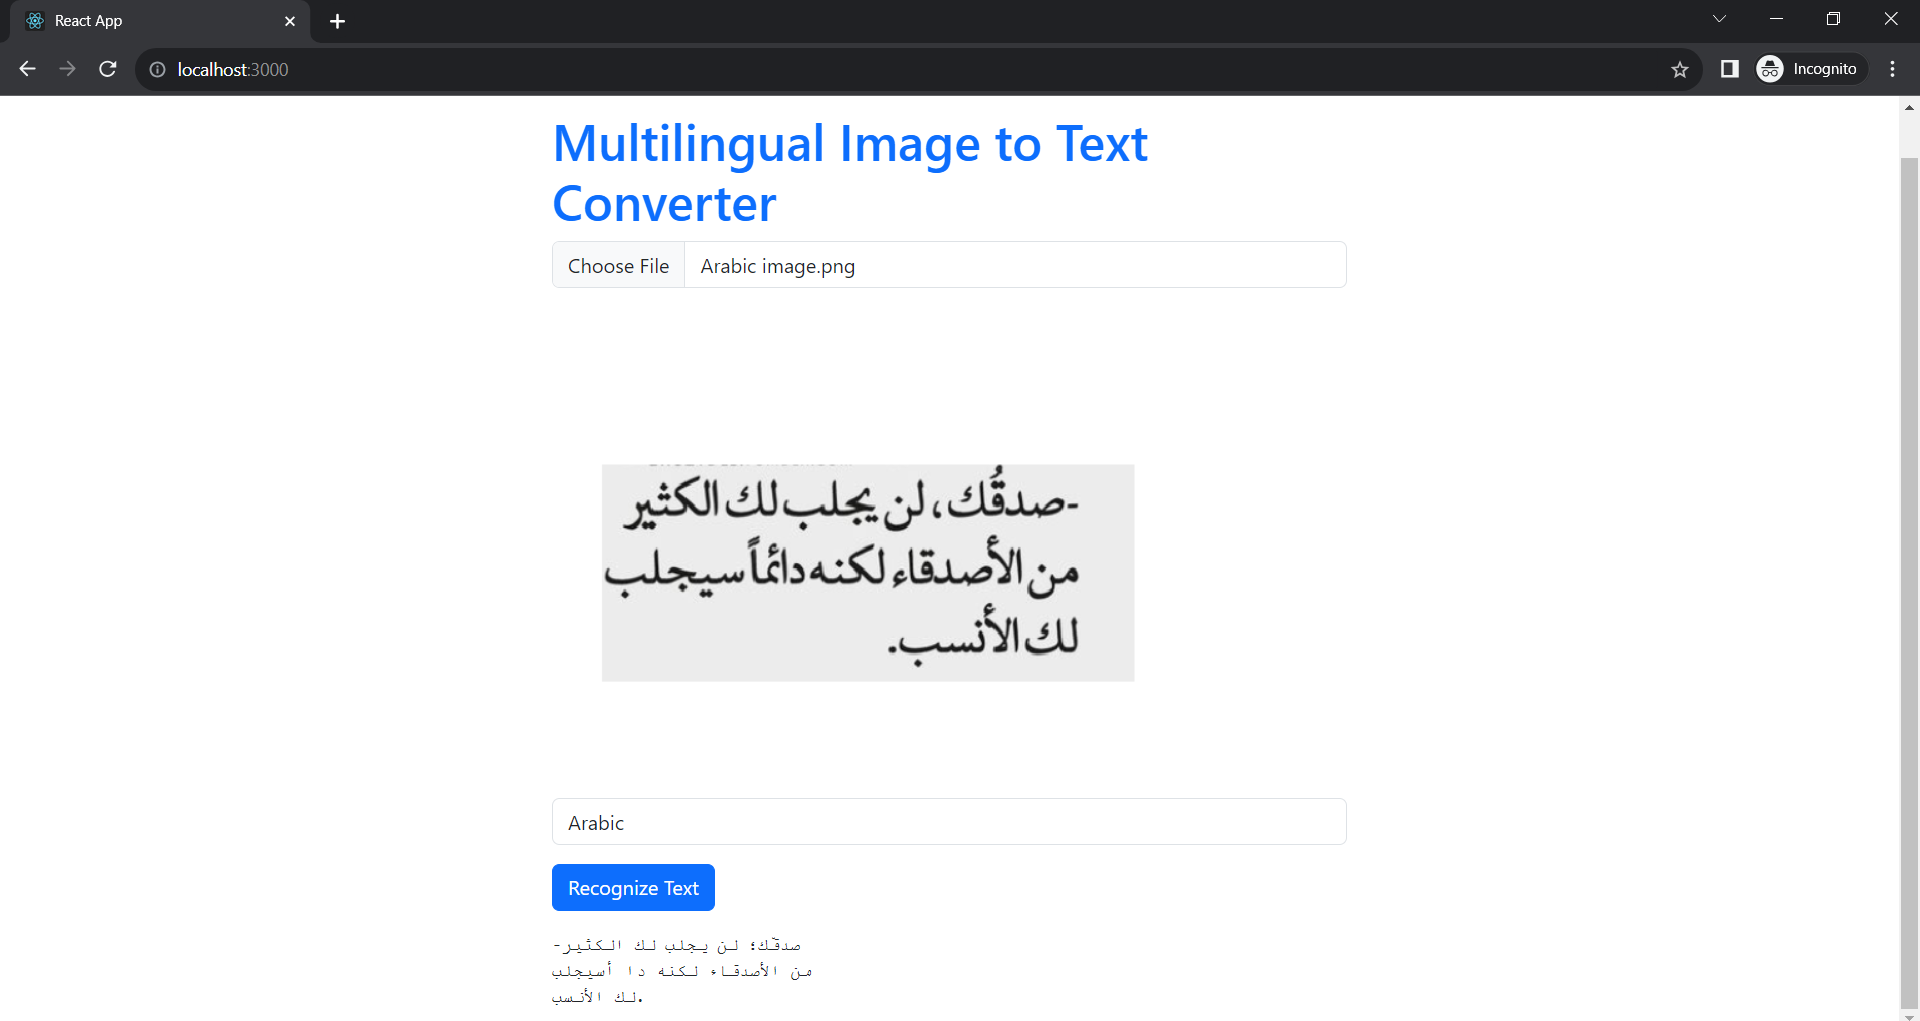 React App
localhost:3000
Incognito
Multilingual Image to Text
Converter
Choose File
Arabic image.png
-صدقُك، لن يجلب لك الكثير
من الأصدقاء لكنه دائماً سيجلب
لك الأنسب.
Arabic
Recognize Text
-صدقّك؛ لن يجلب لك الكثير
من الأصدقاء لكنه دا أسيجلب
لك الأنسب.